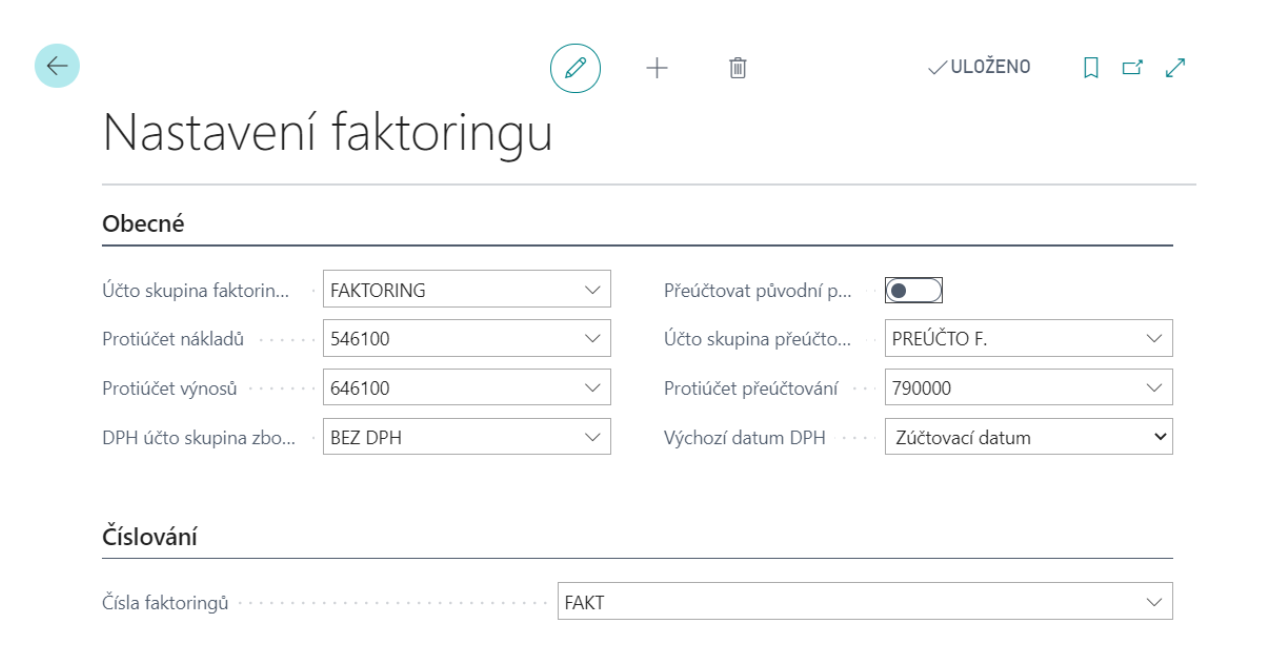 ULOŽENO
Nastavení faktoringu
Obecné
Účto skupina faktorin... FAKTORING
Přeúčtovat původní p...
Protiúčet nákladů 546100
Účto skupina přeúčto... PREÚČTO F.
Protiúčet výnosů 646100
Protiúčet přeúčtování 790000
DPH účto skupina zbo... BEZ DPH
Výchozí datum DPH Zúčtovací datum
Číslování
Čísla faktoringů FAKT